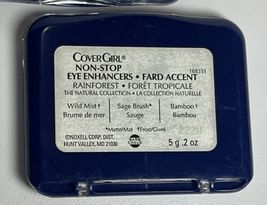 COVERGIRL®
NON-STOP
EYE ENHANCERS • FARD ACCENT
168351
RAINFOREST • FORÊT TROPICALE
THE NATURAL COLLECTION • LA COLLECTION NATURELLE
Wild Mist† Sage Brush* Bamboo†
Brume de mer Sauge Bambou
*Matte/Mat †Frost/Givré
©NOXELL CORP., DIST.
HUNT VALLEY, MD 21030
5 g .2 oz